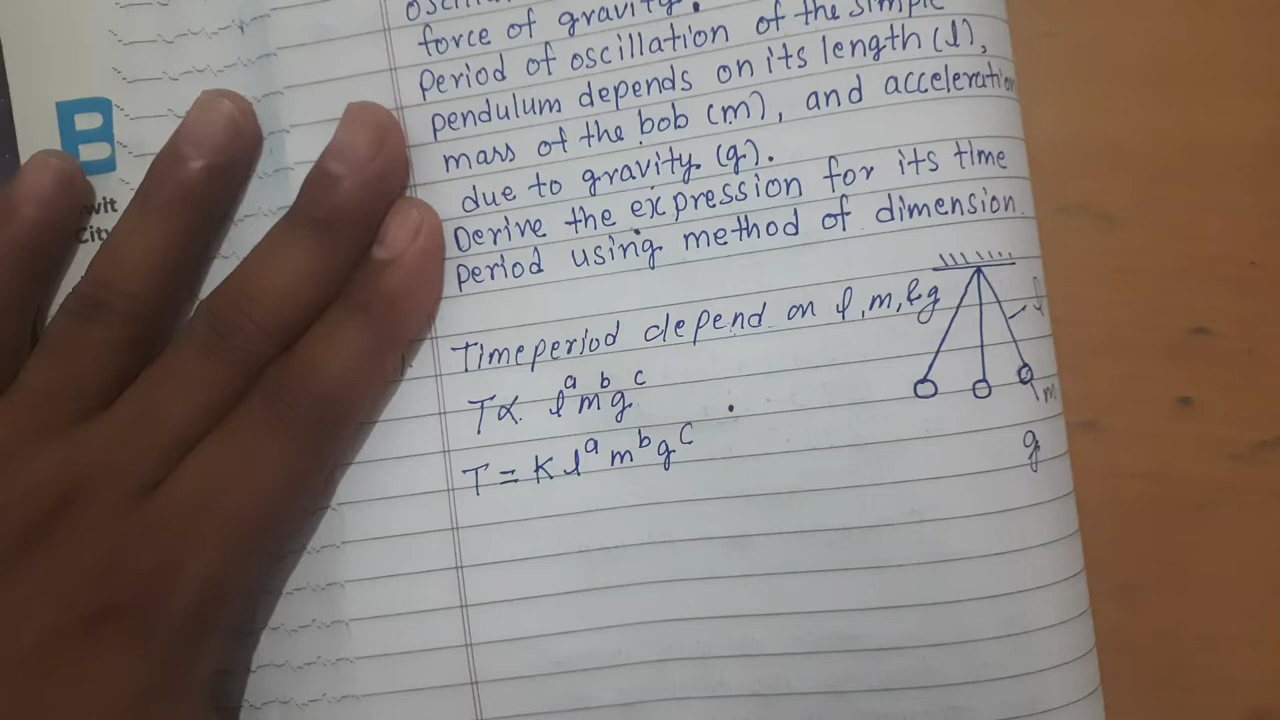 force of gravity.
Period of oscillation of the simple
pendulum depends on its length (l),
mass of the bob (m), and acceleration
due to gravity (g).
Derive the expression for its time
period using method of dimension.
Timeperiod depend on l, m, & g
T ∝ l^a m^b g^c
T = K l^a m^b g^c
l
m
g
B
wit
City